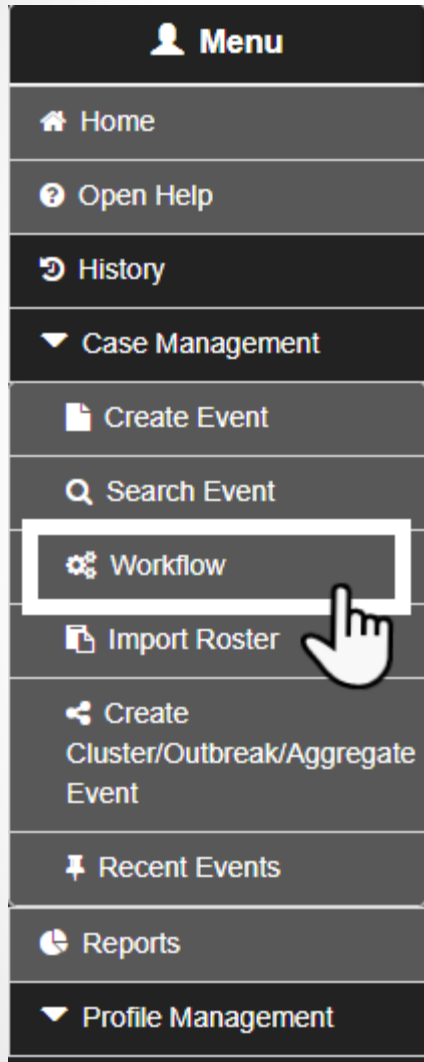 Menu
Home
Open Help
History
Case Management
Create Event
Search Event
Workflow
Import Roster
Create
Cluster/Outbreak/Aggregate
Event
Recent Events
Reports
Profile Management